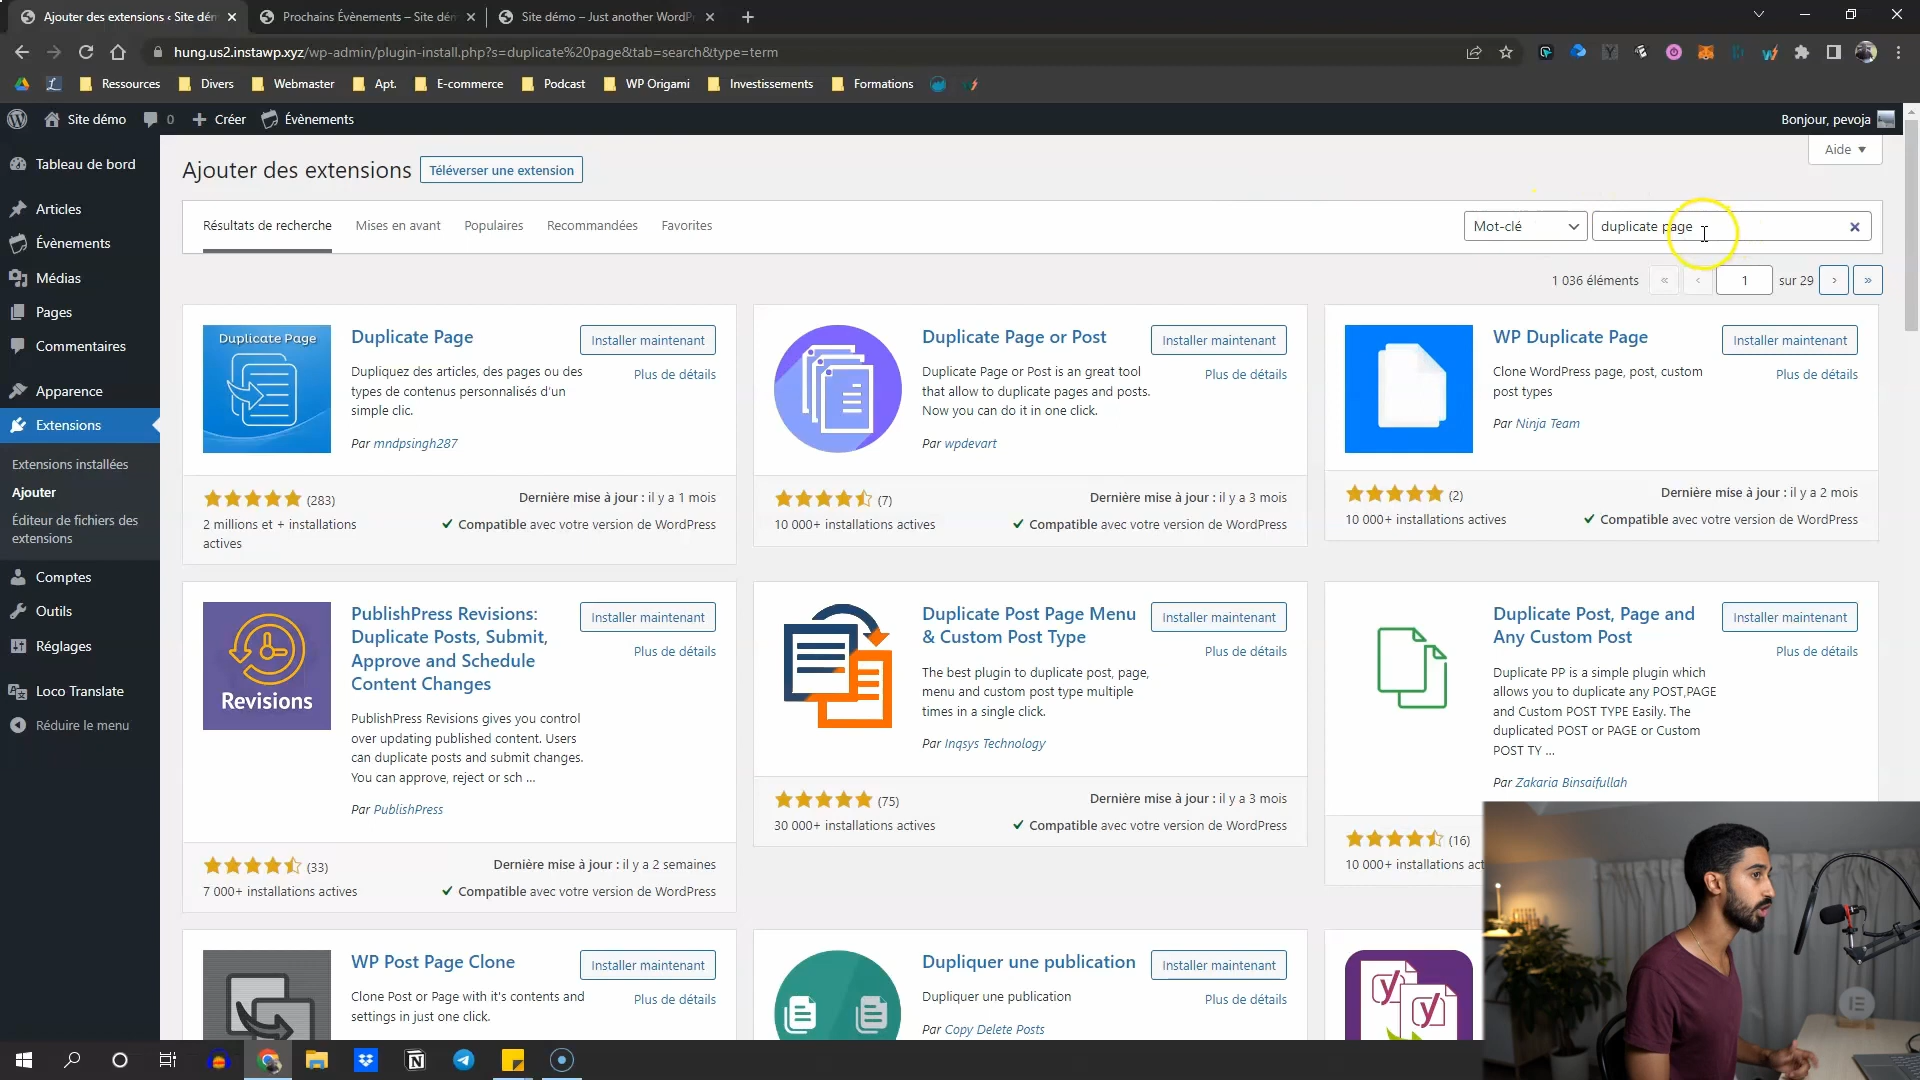 Ajouter des extensions ‹ Site dém
Prochains Évènements – Site dém
Site démo – Just another WordPr
hung.us2.instawp.xyz/wp-admin/plugin-install.php?s=duplicate%20page&tab=search&type=term
Ressources
Divers
Webmaster
Apt.
E-commerce
Podcast
WP Origami
Investissements
Formations
Site démo
0
Créer
Évènements
Bonjour, pevoja
Tableau de bord
Articles
Évènements
Médias
Pages
Commentaires
Apparence
Extensions
Extensions installées
Ajouter
Éditeur de fichiers des
extensions
Comptes
Outils
Réglages
Loco Translate
Réduire le menu
Ajouter des extensions
Téléverser une extension
Aide
Résultats de recherche
Mises en avant
Populaires
Recommandées
Favorites
Mot-clé
duplicate page
1 036 éléments
«
‹
1
sur 29
›
»
Duplicate Page
Duplicate Page
Installer maintenant
Plus de détails
Dupliquez des articles, des pages ou des
types de contenus personnalisés d'un
simple clic.
Par mndpsingh287
(283)
2 millions et + installations
actives
Dernière mise à jour : il y a 1 mois
Compatible avec votre version de WordPress
Duplicate Page or Post
Installer maintenant
Plus de détails
Duplicate Page or Post is an great tool
that allow to duplicate pages and posts.
Now you can do it in one click.
Par wpdevart
(7)
10 000+ installations actives
Dernière mise à jour : il y a 3 mois
Compatible avec votre version de WordPress
WP Duplicate Page
Installer maintenant
Plus de détails
Clone WordPress page, post, custom
post types
Par Ninja Team
(2)
10 000+ installations actives
Dernière mise à jour : il y a 2 mois
Compatible avec votre version de WordPress
Revisions
PublishPress Revisions:
Duplicate Posts, Submit,
Approve and Schedule
Content Changes
Installer maintenant
Plus de détails
PublishPress Revisions gives you control
over updating published content. Users
can duplicate posts and submit changes.
You can approve, reject or sch ...
Par PublishPress
(33)
7 000+ installations actives
Dernière mise à jour : il y a 2 semaines
Compatible avec votre version de WordPress
Duplicate Post Page Menu
& Custom Post Type
Installer maintenant
Plus de détails
The best plugin to duplicate post, page,
menu and custom post type multiple
times in a single click.
Par Inqsys Technology
(75)
30 000+ installations actives
Dernière mise à jour : il y a 3 mois
Compatible avec votre version de WordPress
Duplicate Post, Page and
Any Custom Post
Installer maintenant
Plus de détails
Duplicate PP is a simple plugin which
allows you to duplicate any POST,PAGE
and Custom POST TYPE Easily. The
duplicated POST or PAGE or Custom
POST TY ...
Par Zakaria Binsaifullah
(16)
10 000+ installations act
WP Post Page Clone
Installer maintenant
Plus de détails
Clone Post or Page with it's contents and
settings in just one click.
Dupliquer une publication
Installer maintenant
Plus de détails
Dupliquer une publication
Par Copy Delete Posts
y
y